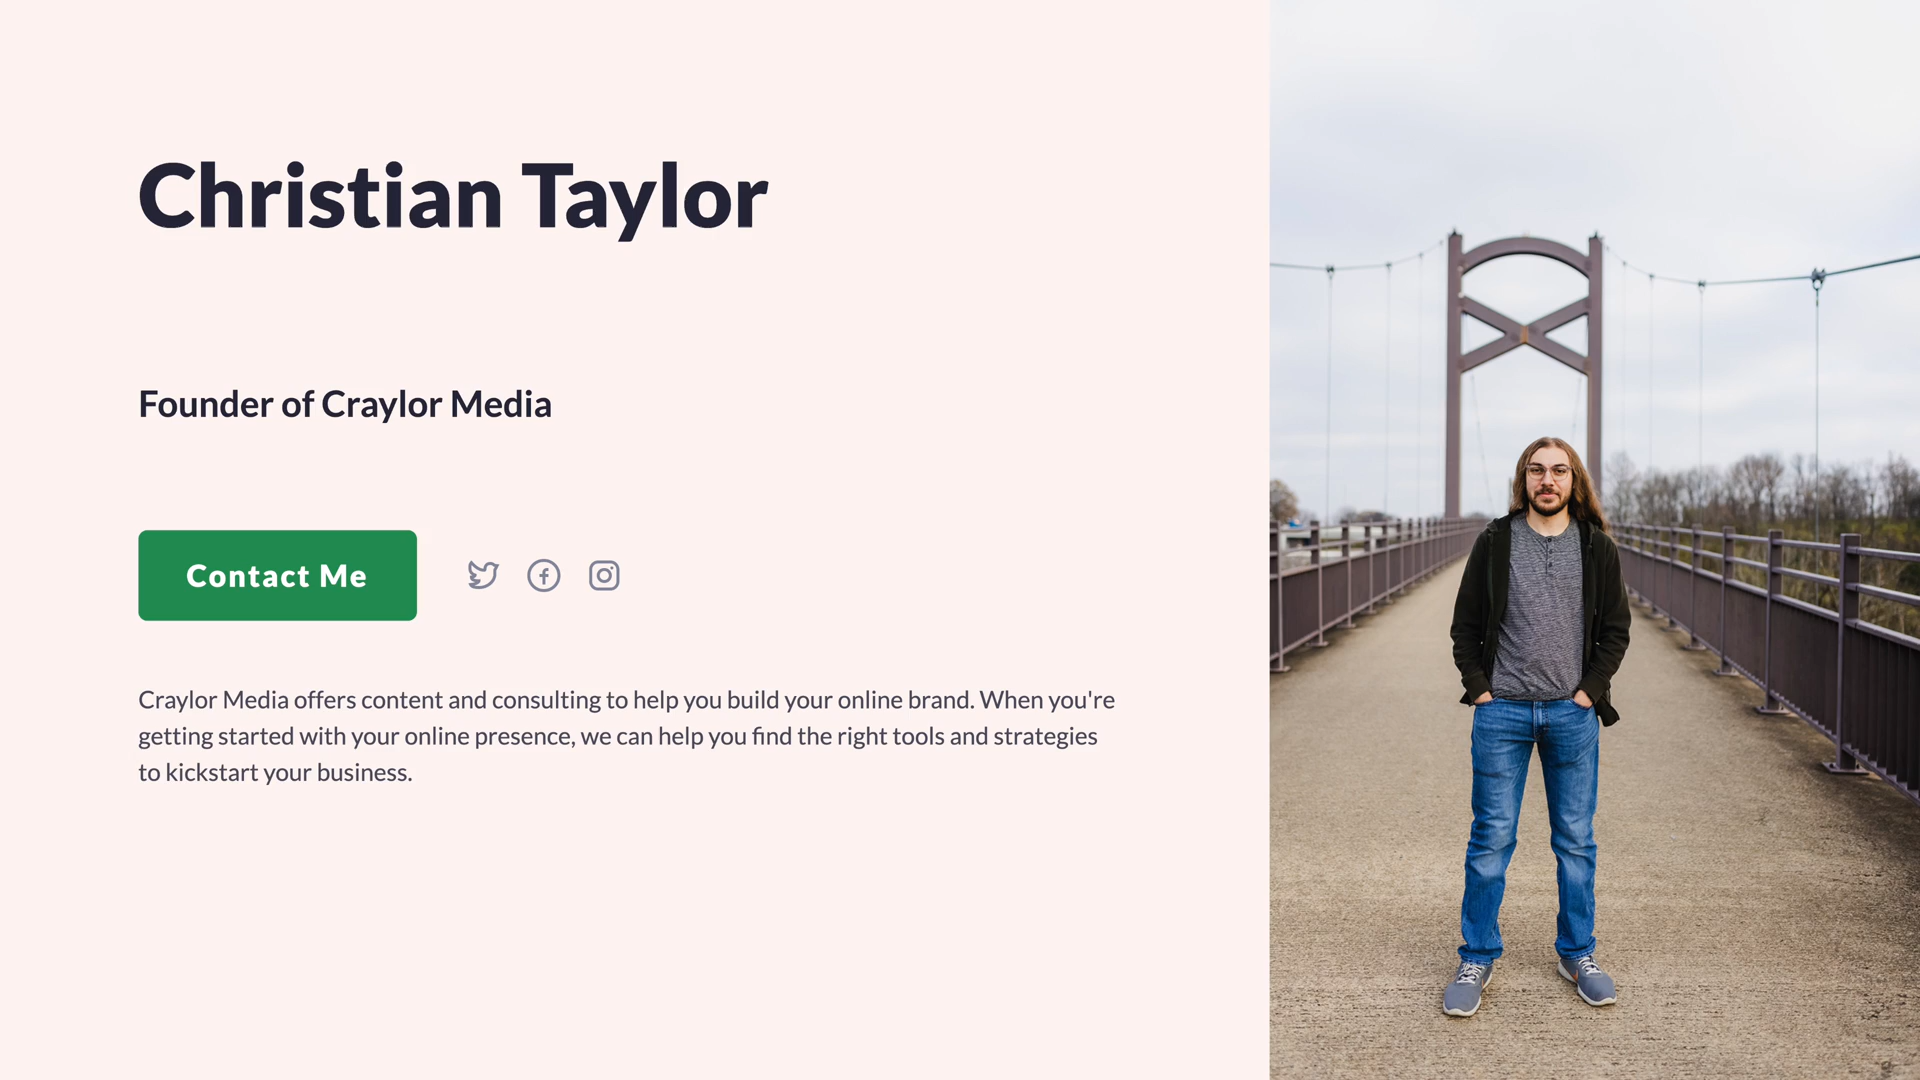 Christian Taylor
Founder of Craylor Media
Contact Me
Craylor Media offers content and consulting to help you build your online brand. When you're
getting started with your online presence, we can help you find the right tools and strategies
to kickstart your business.